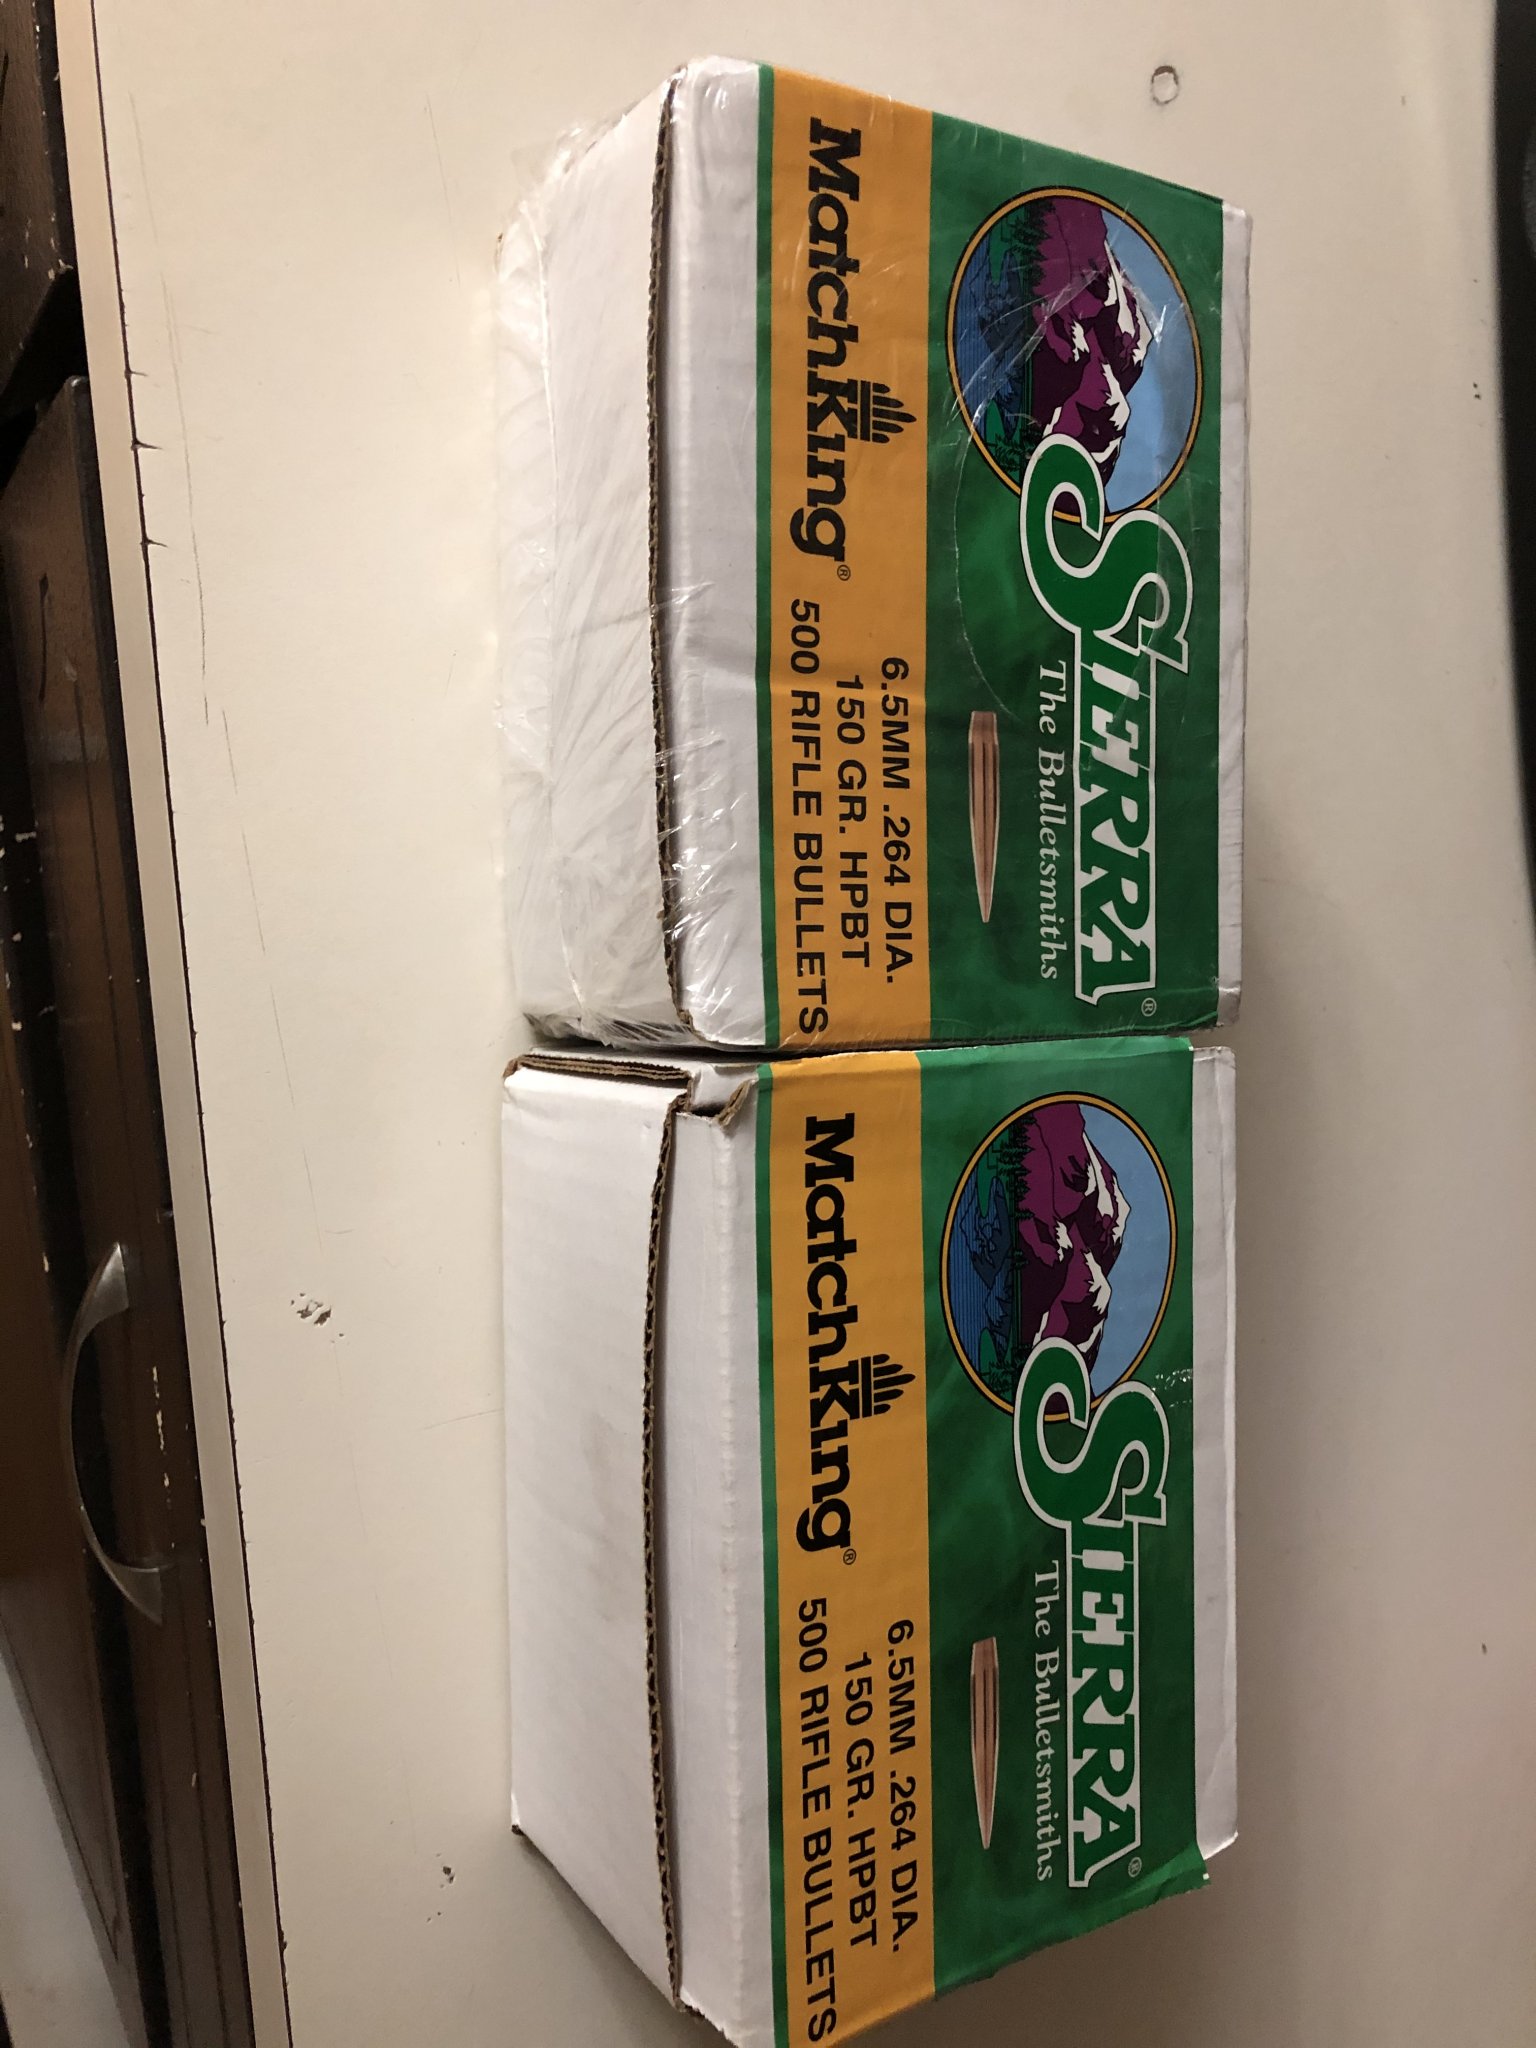 SIERRA®
The Bulletsmiths
MatchKing®
6.5MM .264 DIA.
150 GR. HPBT
500 RIFLE BULLETS
SIERRA®
The Bulletsmiths
MatchKing®
6.5MM .264 DIA.
150 GR. HPBT
500 RIFLE BULLETS